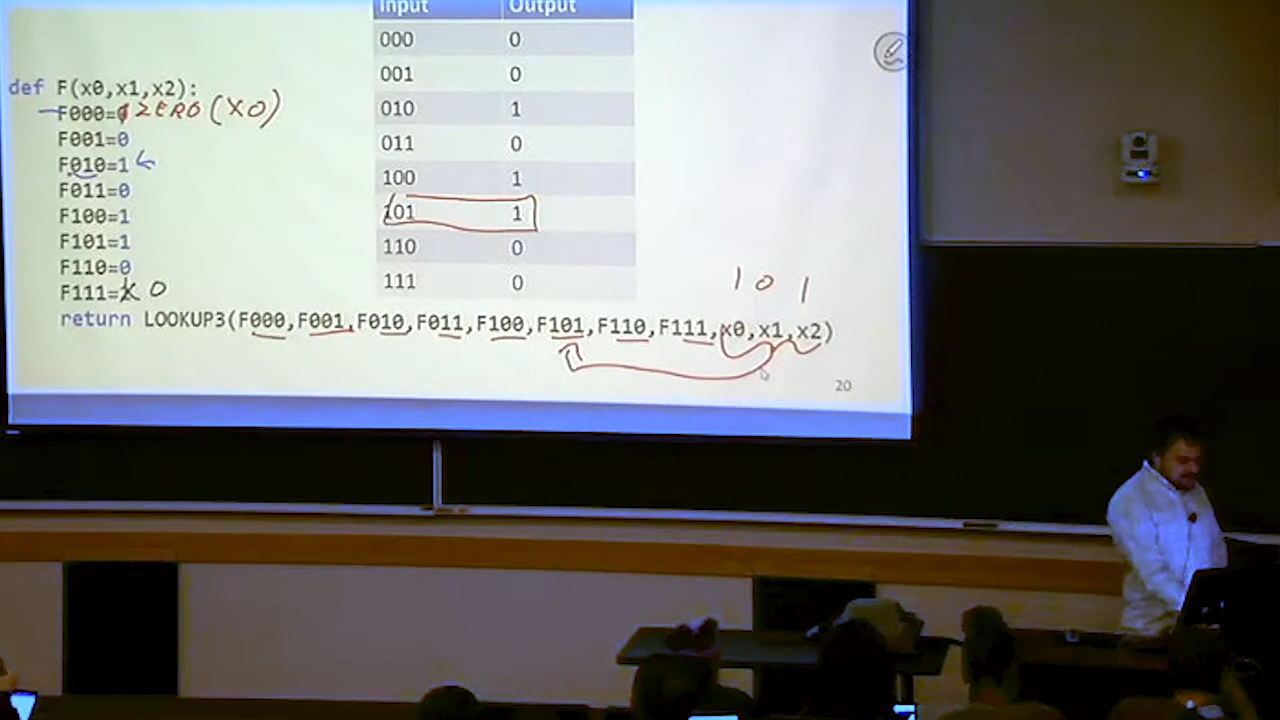 Input Output
000 0
001 0
010 1
011 0
100 1
101 1
110 0
111 0
def F(x0,x1,x2):
F000=0 ZERO(X0)
F001=0
F010=1
F011=0
F100=1
F101=1
F110=0
F111= 0
1 0 1
return LOOKUP3(F000,F001,F010,F011,F100,F101,F110,F111,x0,x1,x2)
20